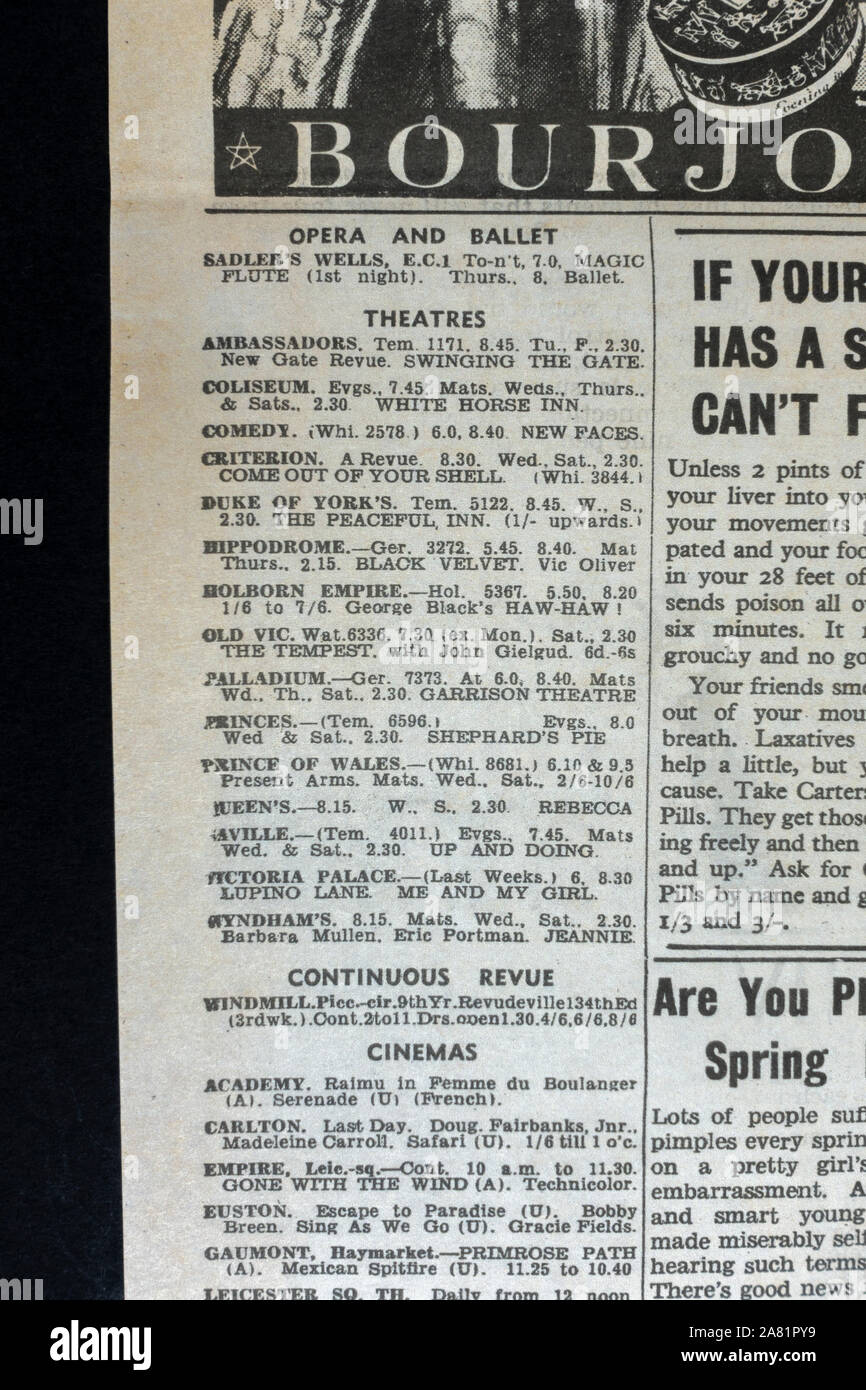 Evening in
BOURJO
OPERA AND BALLET
SADLER'S WELLS, E.C.1 To-n't, 7.0, MAGIC
FLUTE (1st night). Thurs., 8, Ballet.
THEATRES
AMBASSADORS. Tem. 1171. 8.45. Tu., F., 2.30.
New Gate Revue. SWINGING THE GATE.
COLISEUM. Evgs., 7.45. Mats. Weds., Thurs.,
& Sats., 2.30. WHITE HORSE INN.
COMEDY. (Whi. 2578.) 6.0, 8.40. NEW FACES.
CRITERION. A Revue. 8.30. Wed., Sat., 2.30.
COME OUT OF YOUR SHELL. (Whi. 3844.)
DUKE OF YORK'S. Tem. 5122. 8.45. W., S.,
2.30. THE PEACEFUL INN. (1/- upwards.)
HIPPODROME.—Ger. 3272. 5.45. 8.40. Mat
Thurs., 2.15. BLACK VELVET. Vic Oliver
HOLBORN EMPIRE.—Hol. 5367. 5.50, 8.20
1/6 to 7/6. George Black's HAW-HAW!
OLD VIC. Wat.6336. 7.30 (ex. Mon.). Sat., 2.30
THE TEMPEST, with John Gielgud. 6d.-6s
PALLADIUM.—Ger. 7373. At 6.0, 8.40. Mats
Wd., Th., Sat., 2.30. GARRISON THEATRE
PRINCES.—(Tem. 6596.) Evgs., 8.0
Wed & Sat., 2.30. SHEPHARD'S PIE
PRINCE OF WALES.—(Whi. 8681.) 6.10 & 9.5
Present Arms. Mats. Wed., Sat., 2/6-10/6
QUEEN'S.—8.15. W., S., 2.30. REBECCA
SAVILLE.—(Tem. 4011.) Evgs., 7.45. Mats
Wed. & Sat., 2.30. UP AND DOING.
VICTORIA PALACE.—(Last Weeks.) 6, 8.30
LUPINO LANE. ME AND MY GIRL.
WYNDHAM'S. 8.15. Mats. Wed., Sat., 2.30.
Barbara Mullen, Eric Portman. JEANNIE.
CONTINUOUS REVUE
WINDMILL.Picc.-cir.9thYr.Revudeville134thEd
(3rdwk.).Cont.2to11.Drs.open1.30.4/6,6/6,8/6
CINEMAS
ACADEMY. Raimu in Femme du Boulanger
(A). Serenade (U) (French).
CARLTON. Last Day. Doug. Fairbanks, Jnr.,
Madeleine Carroll. Safari (U). 1/6 till 1 o'c.
EMPIRE, Leic.-sq.—Cont. 10 a.m. to 11.30.
GONE WITH THE WIND (A). Technicolor.
EUSTON. Escape to Paradise (U). Bobby
Breen. Sing As We Go (U). Gracie Fields.
GAUMONT, Haymarket.—PRIMROSE PATH
(A). Mexican Spitfire (U). 11.25 to 10.40
LEICESTER SQ. TH. Daily from 12 noon
IF YOUR
HAS A S
CAN'T F
Unless 2 pints of
your liver into yo
your movements
pated and your foo
in your 28 feet of
sends poison all o
six minutes. It
grouchy and no go
Your friends sme
out of your mou
breath. Laxatives
help a little, but y
cause. Take Carters
Pills. They get those
ing freely and then
and up." Ask for
Pills by name and g
1/3 and 3/-.
Are You Pl
Spring
Lots of people suf
pimples every sprin
on a pretty girl's
embarrassment. A
and smart young
made miserably self
hearing such terms
There's good news
alamy
Image ID: 2A81PY9
www.alamy.com